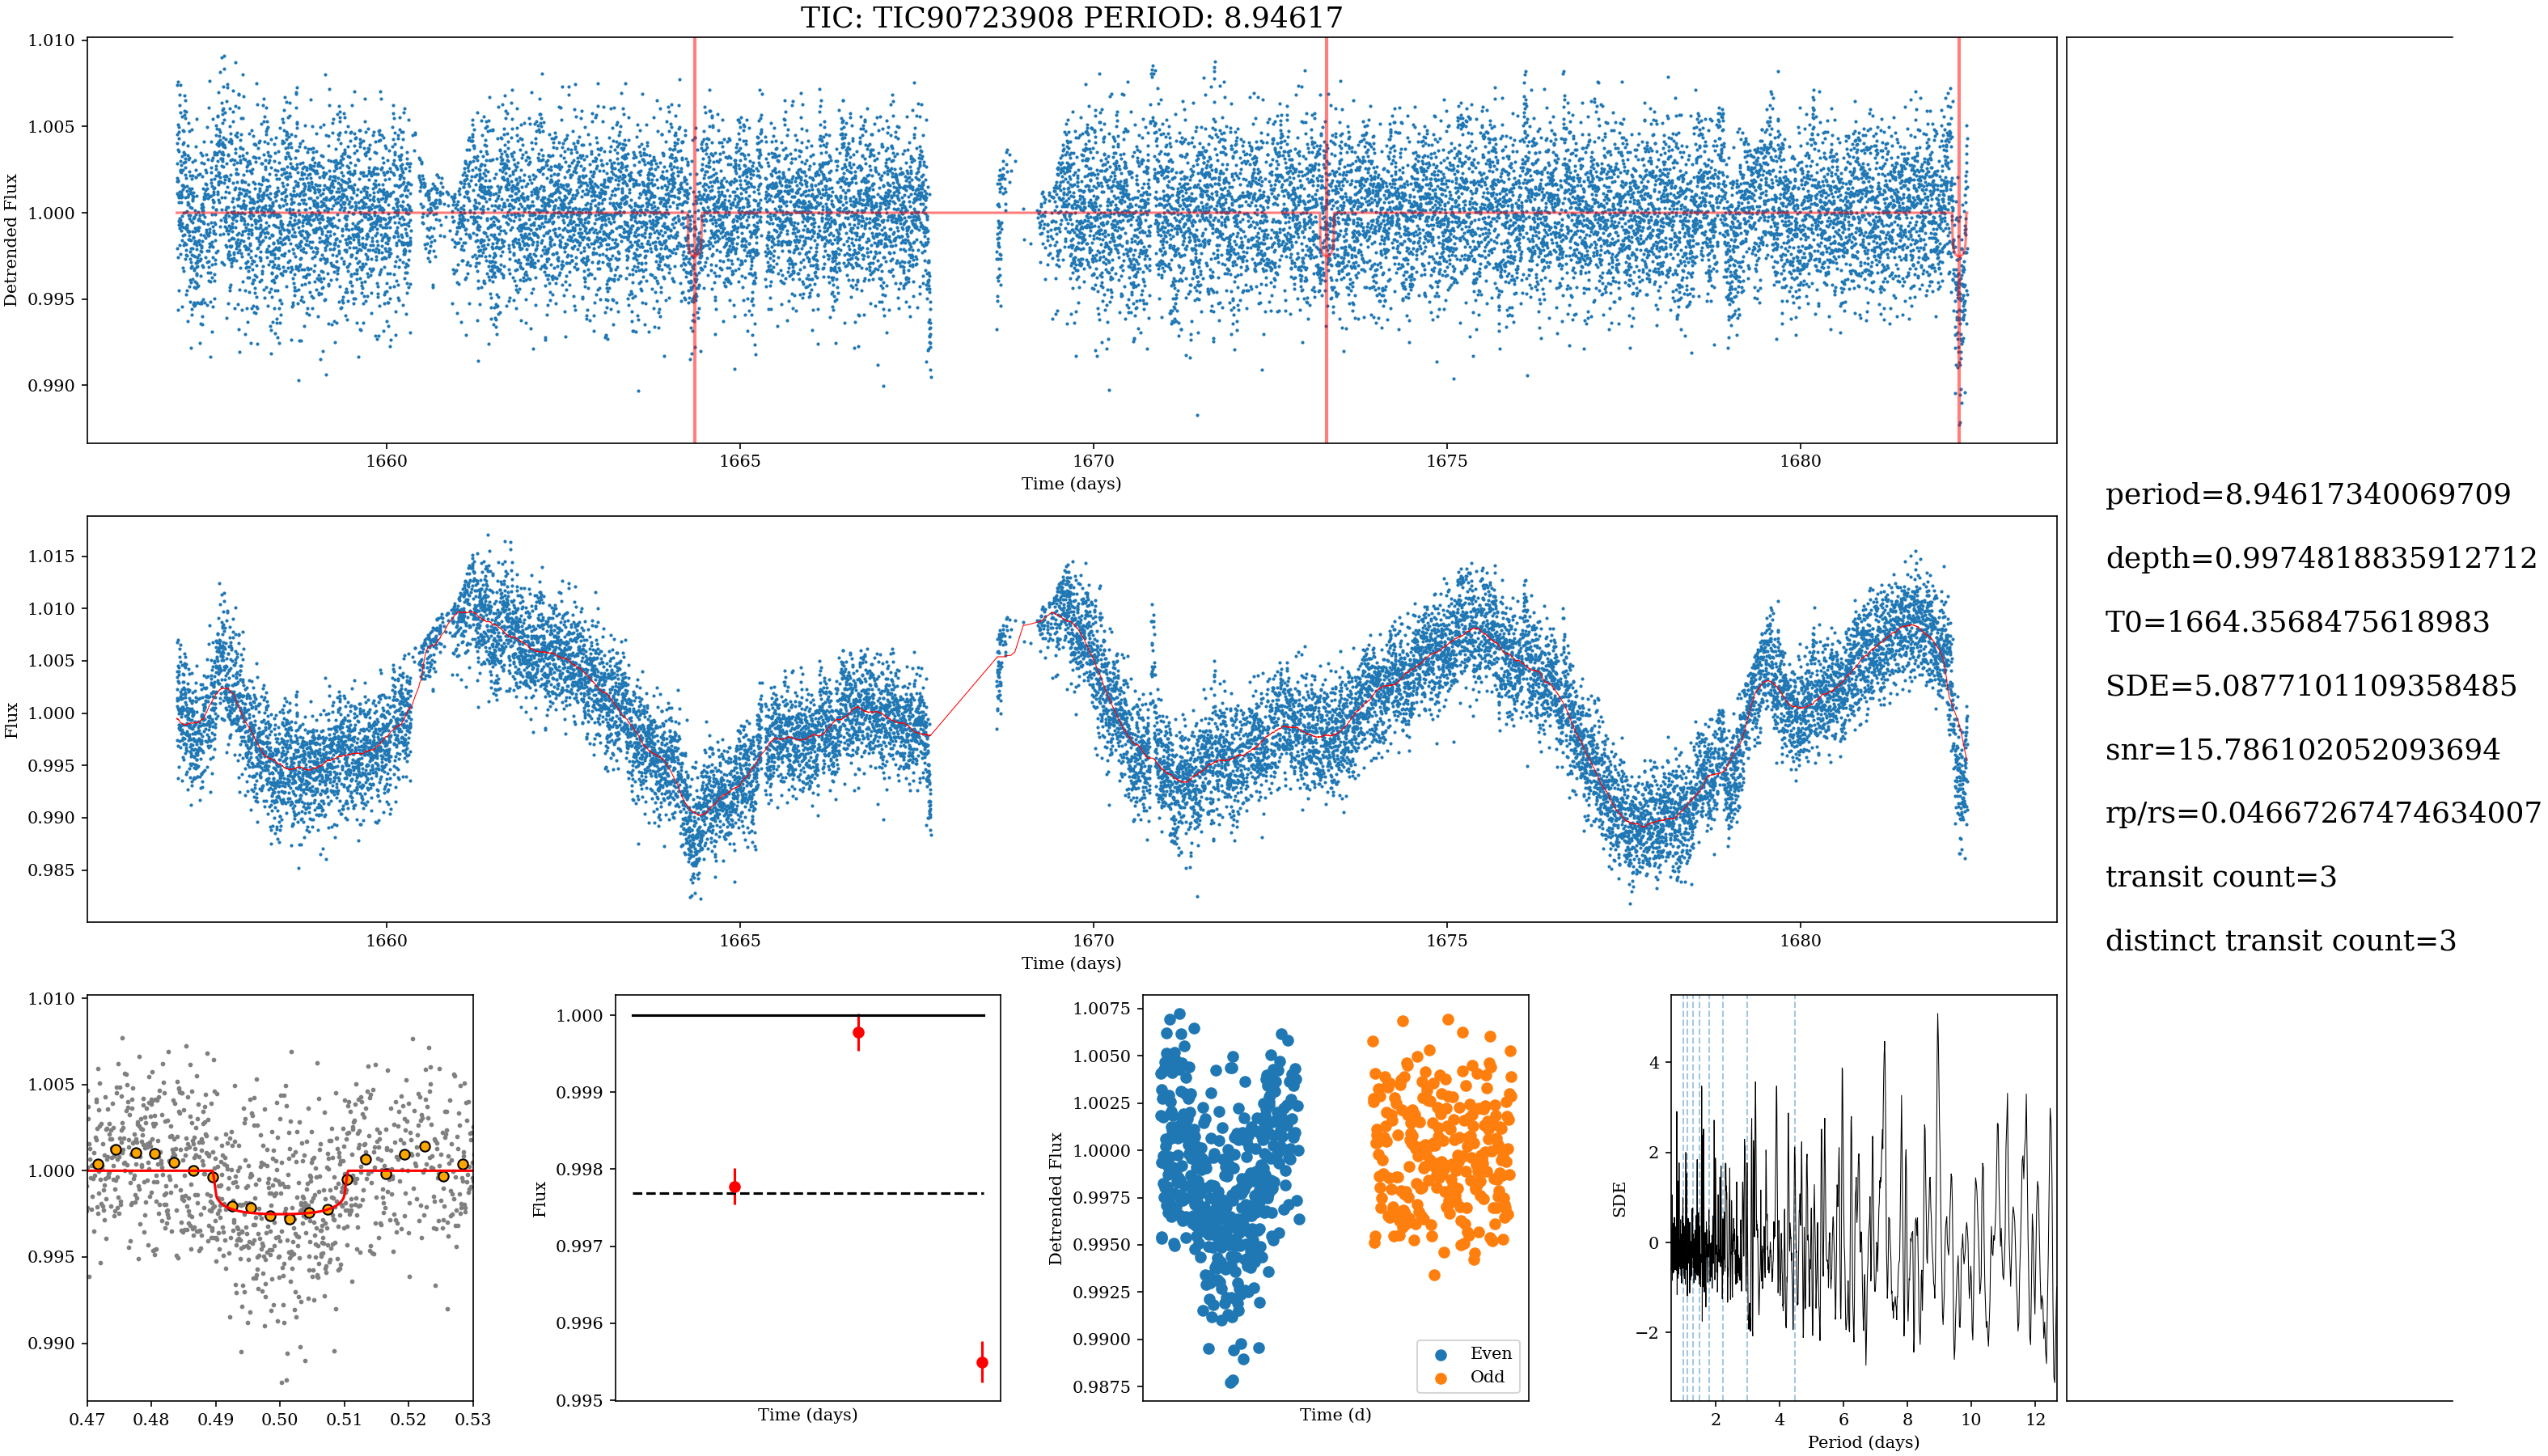 TIC: TIC90723908 PERIOD: 8.94617
1.010
1.005
1.000
0.995
0.990
Detrended Flux
1660
1665
1670
1675
1680
Time (days)
period=8.94617340069709
depth=0.9974818835912712
T0=1664.3568475618983
SDE=5.0877101109358485
snr=15.786102052093694
rp/rs=0.04667267474634007
transit count=3
distinct transit count=3
1.015
1.010
1.005
1.000
0.995
0.990
0.985
Flux
1660
1665
1670
1675
1680
Time (days)
1.010
1.005
1.000
0.995
0.990
0.47
0.48
0.49
0.50
0.51
0.52
0.53
1.000
0.999
0.998
0.997
0.996
0.995
Flux
Time (days)
1.0075
1.0050
1.0025
1.0000
0.9975
0.9950
0.9925
0.9900
0.9875
Detrended Flux
Even
Odd
Time (d)
4
2
0
−2
SDE
2
4
6
8
10
12
Period (days)